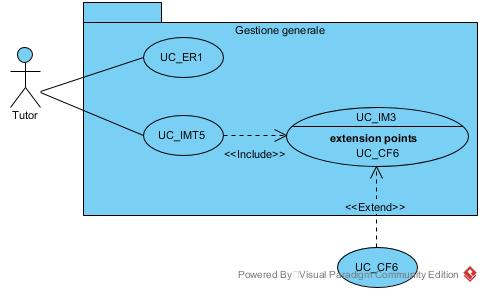 Gestione generale
UC_ER1
Tutor
UC_IMT5
<<Include>>
UC_IM3
extension points
UC_CF6
<<Extend>>
UC_CF6
Powered By Visual Paradigm Community Edition